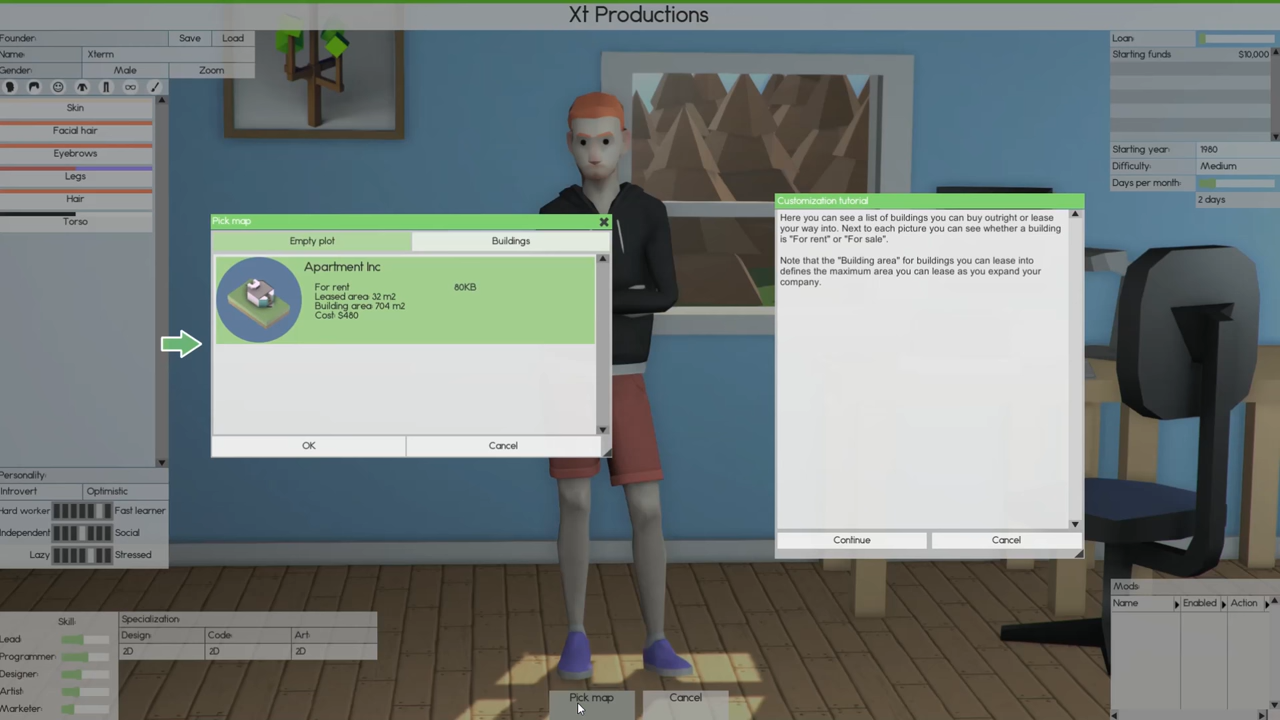 Xt Productions
Founder:
Save
Load
Name:
Xterm
Gender:
Male
Zoom
Skin
Facial hair
Eyebrows
Legs
Hair
Torso
Loan:
Starting funds
$10,000
Starting year:
1980
Difficulty:
Medium
Days per month:
2 days
Pick map
Empty plot
Buildings
Apartment Inc
For rent
80KB
Leased area: 32 m2
Building area: 704 m2
Cost: $480
OK
Cancel
Customization tutorial
Here you can see a list of buildings you can buy outright or lease
your way into. Next to each picture you can see whether a building
is "For rent" or "For sale".
Note that the "Building area" for buildings you can lease into
defines the maximum area you can lease as you expand your
company.
Continue
Cancel
Personality:
Introvert
Optimistic
Hard worker
Fast learner
Independent
Social
Lazy
Stressed
Skill:
Lead:
Programmer:
Designer:
Artist:
Marketer:
Specialization
Design:
Code:
Art:
2D
2D
2D
Pick map
Cancel
Mods:
Name
Enabled
Action